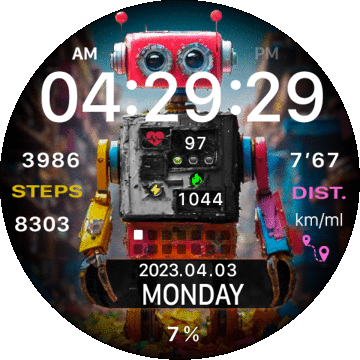 AM PM
04:29:29
97
3986 7’67
STEPS DIST.
1044
8303 km/ml
2023.04.03
MONDAY
7%